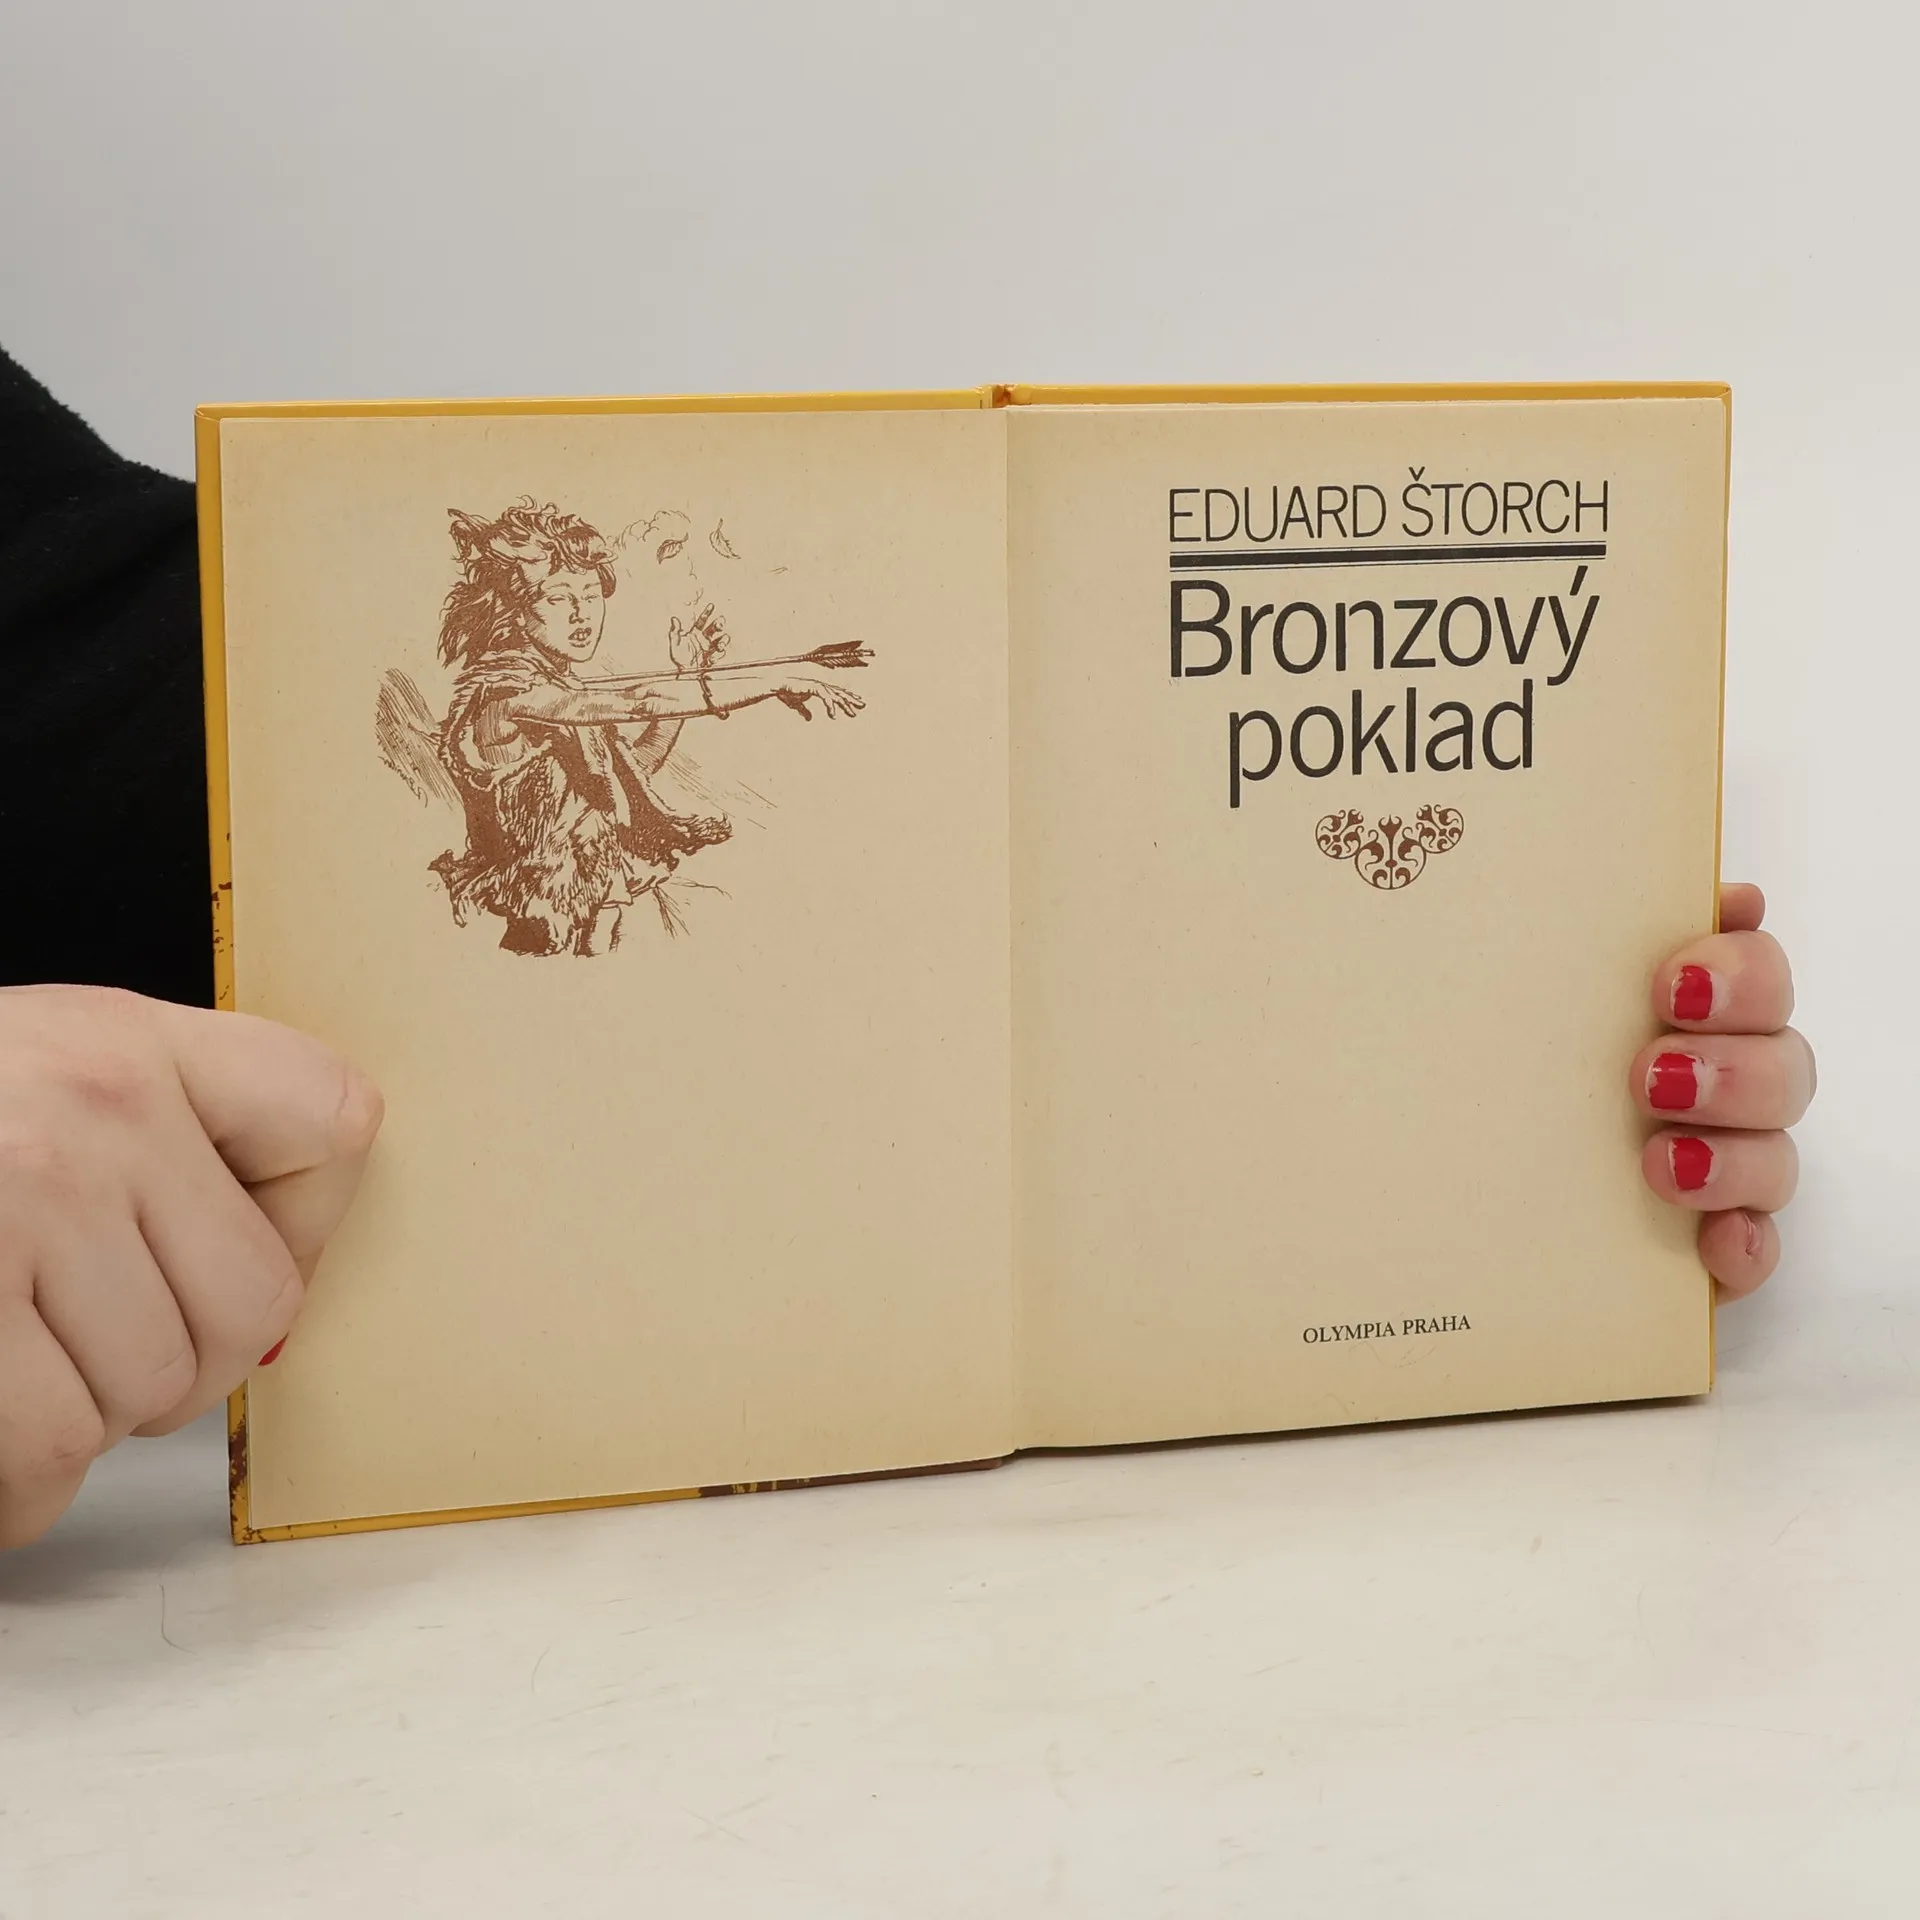 EDUARD ŠTORCH
Bronzový
poklad
OLYMPIA PRAHA